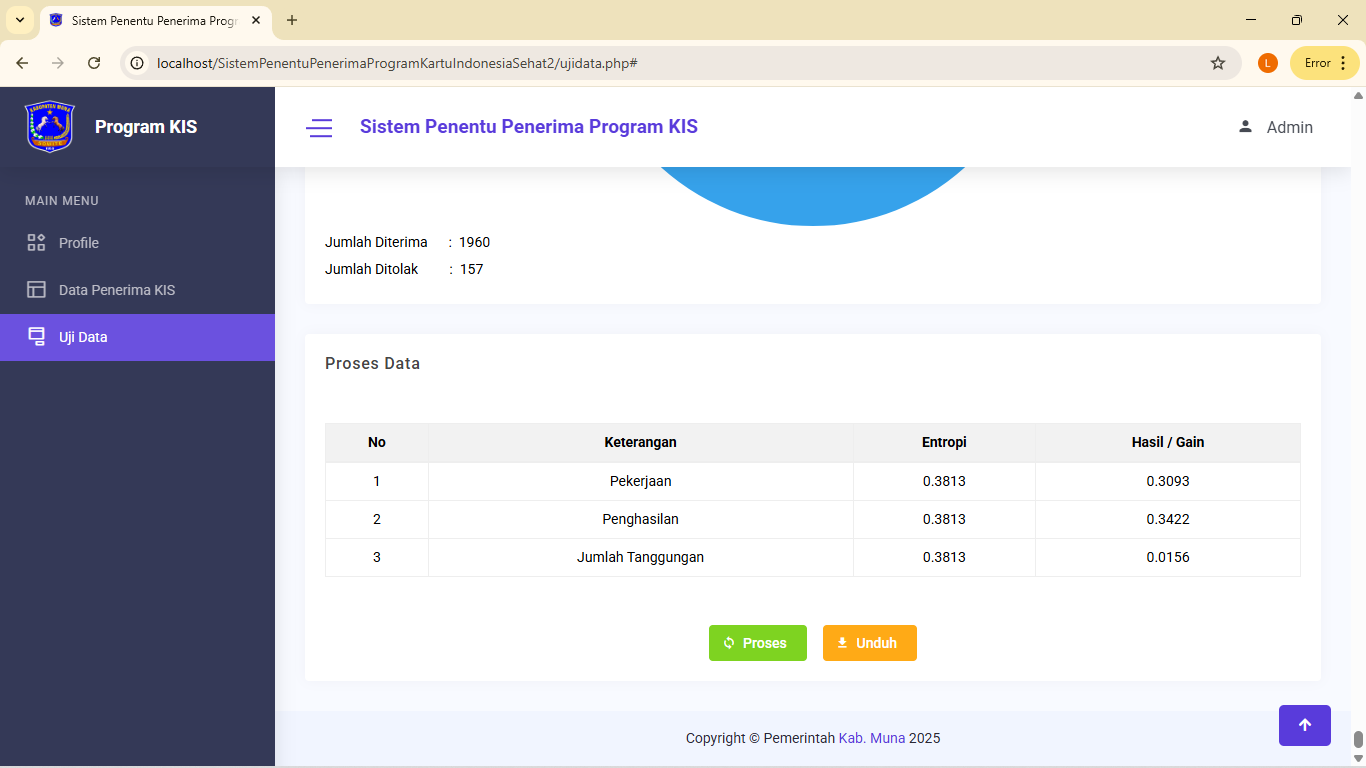 Sistem Penentu Penerima Progr
localhost/SistemPenentuPenerimaProgramKartuIndonesiaSehat2/ujidata.php#
L
Error
KABUPATEN MUNA
Program KIS
Sistem Penentu Penerima Program KIS
Admin
MAIN MENU
Profile
Data Penerima KIS
Uji Data
Jumlah Diterima : 1960
Jumlah Ditolak : 157
Proses Data
No Keterangan Entropi Hasil / Gain
1 Pekerjaan 0.3813 0.3093
2 Penghasilan 0.3813 0.3422
3 Jumlah Tanggungan 0.3813 0.0156
Proses Unduh
Copyright © Pemerintah Kab. Muna 2025